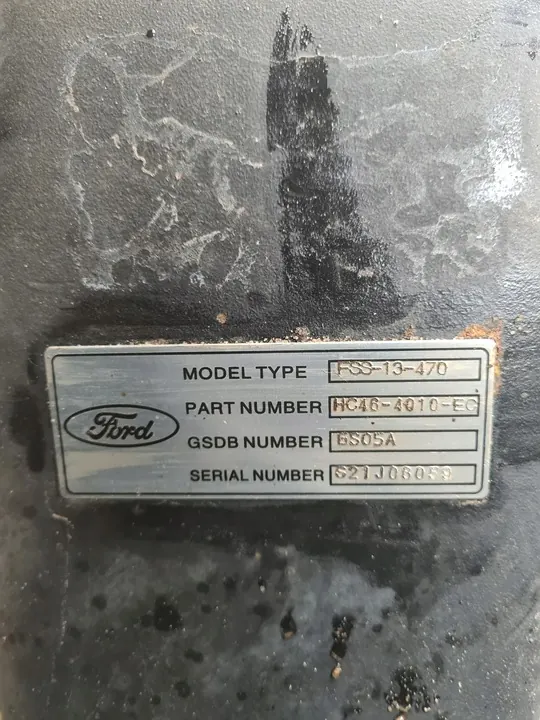 Ford
MODEL TYPE FSS-13-470
PART NUMBER HC46-4010-EC
GSDB NUMBER GS05A
SERIAL NUMBER S21J06059